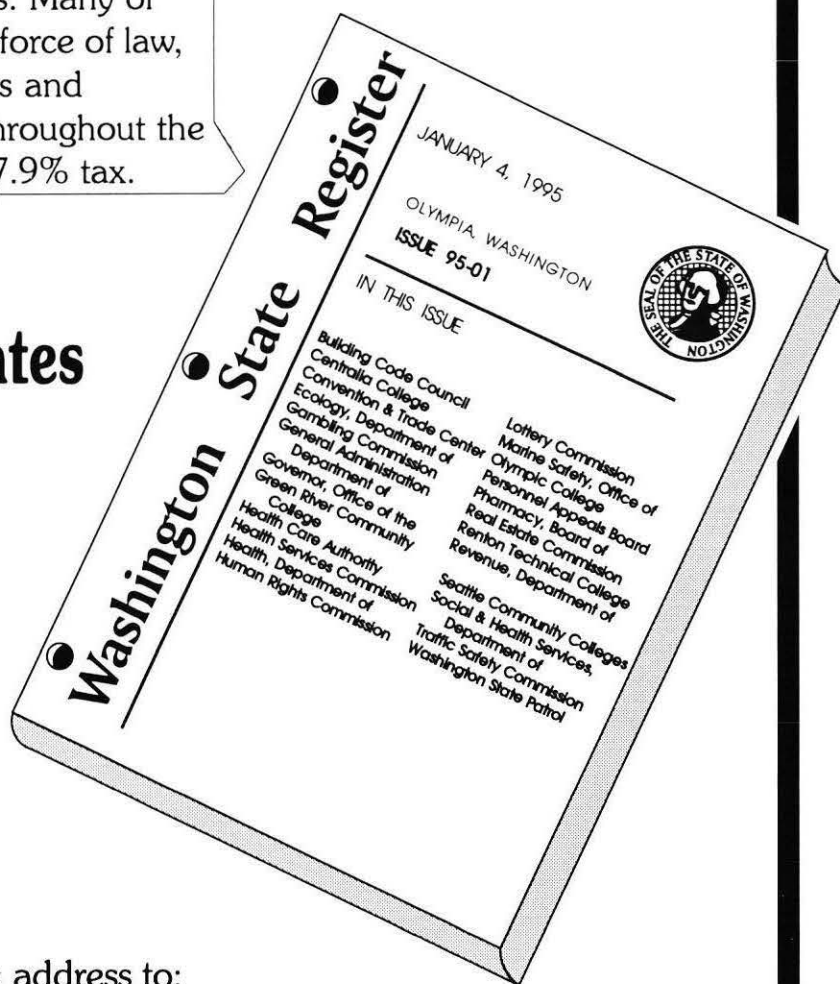 s. Many of
force of law,
s and
hroughout the
7.9% tax.
ates
Washington State Register
JANUARY 4, 1995
OLYMPIA, WASHINGTON
ISSUE 95-01
THE SEAL OF THE STATE OF WASHINGTON
IN THIS ISSUE
Building Code Council
Centralia College
Convention & Trade Center
Ecology, Department of
Gambling Commission
General Administration
Department of
Governor, Office of the
Green River Community
College
Health Care Authority
Health Services Commission
Health, Department of
Human Rights Commission
Lottery Commission
Marine Safety, Office of
Olympic College
Personnel Appeals Board
Pharmacy, Board of
Real Estate Commission
Renton Technical College
Revenue, Department of
Seattle Community Colleges
Social & Health Services,
Department of
Traffic Safety Commission
Washington State Patrol
address to: